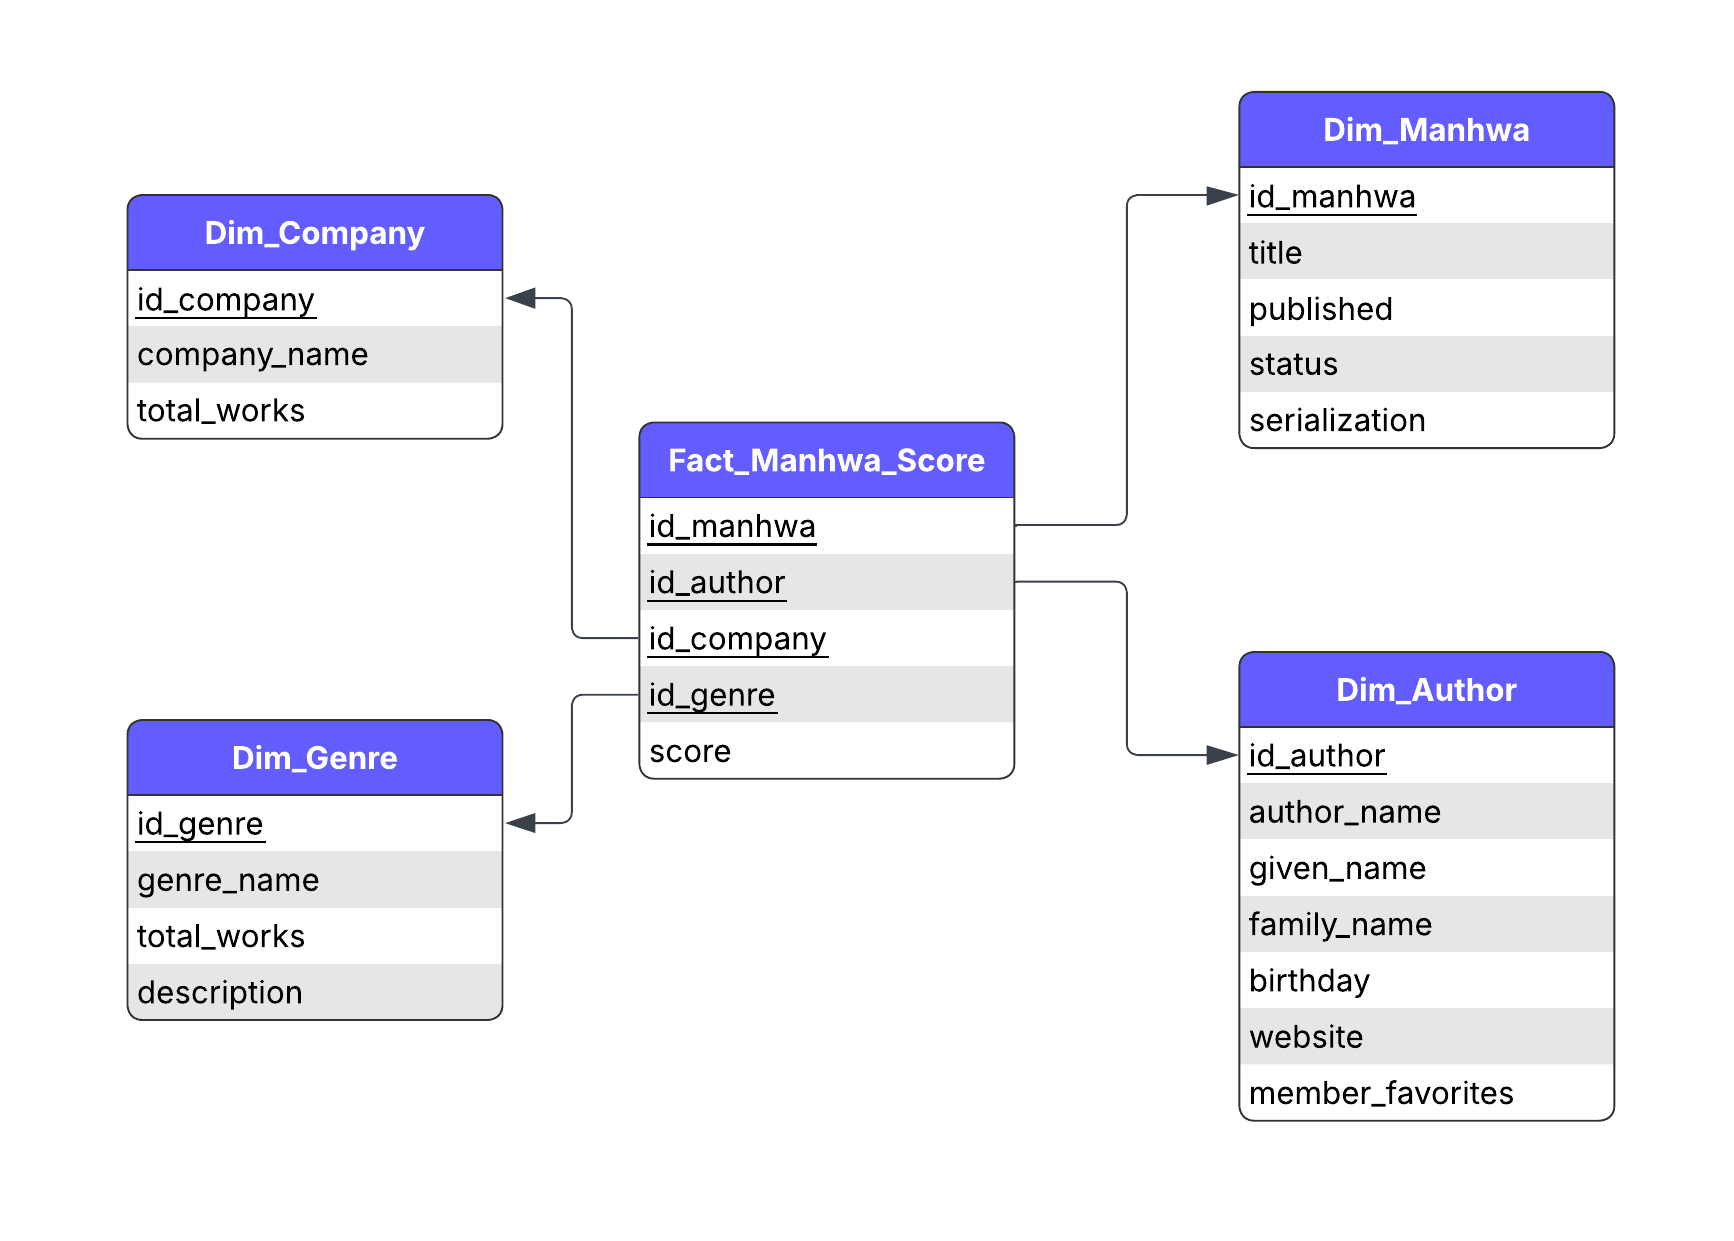 Dim_Company
id_company
company_name
total_works
Dim_Genre
id_genre
genre_name
total_works
description
Fact_Manhwa_Score
id_manhwa
id_author
id_company
id_genre
score
Dim_Manhwa
id_manhwa
title
published
status
serialization
Dim_Author
id_author
author_name
given_name
family_name
birthday
website
member_favorites